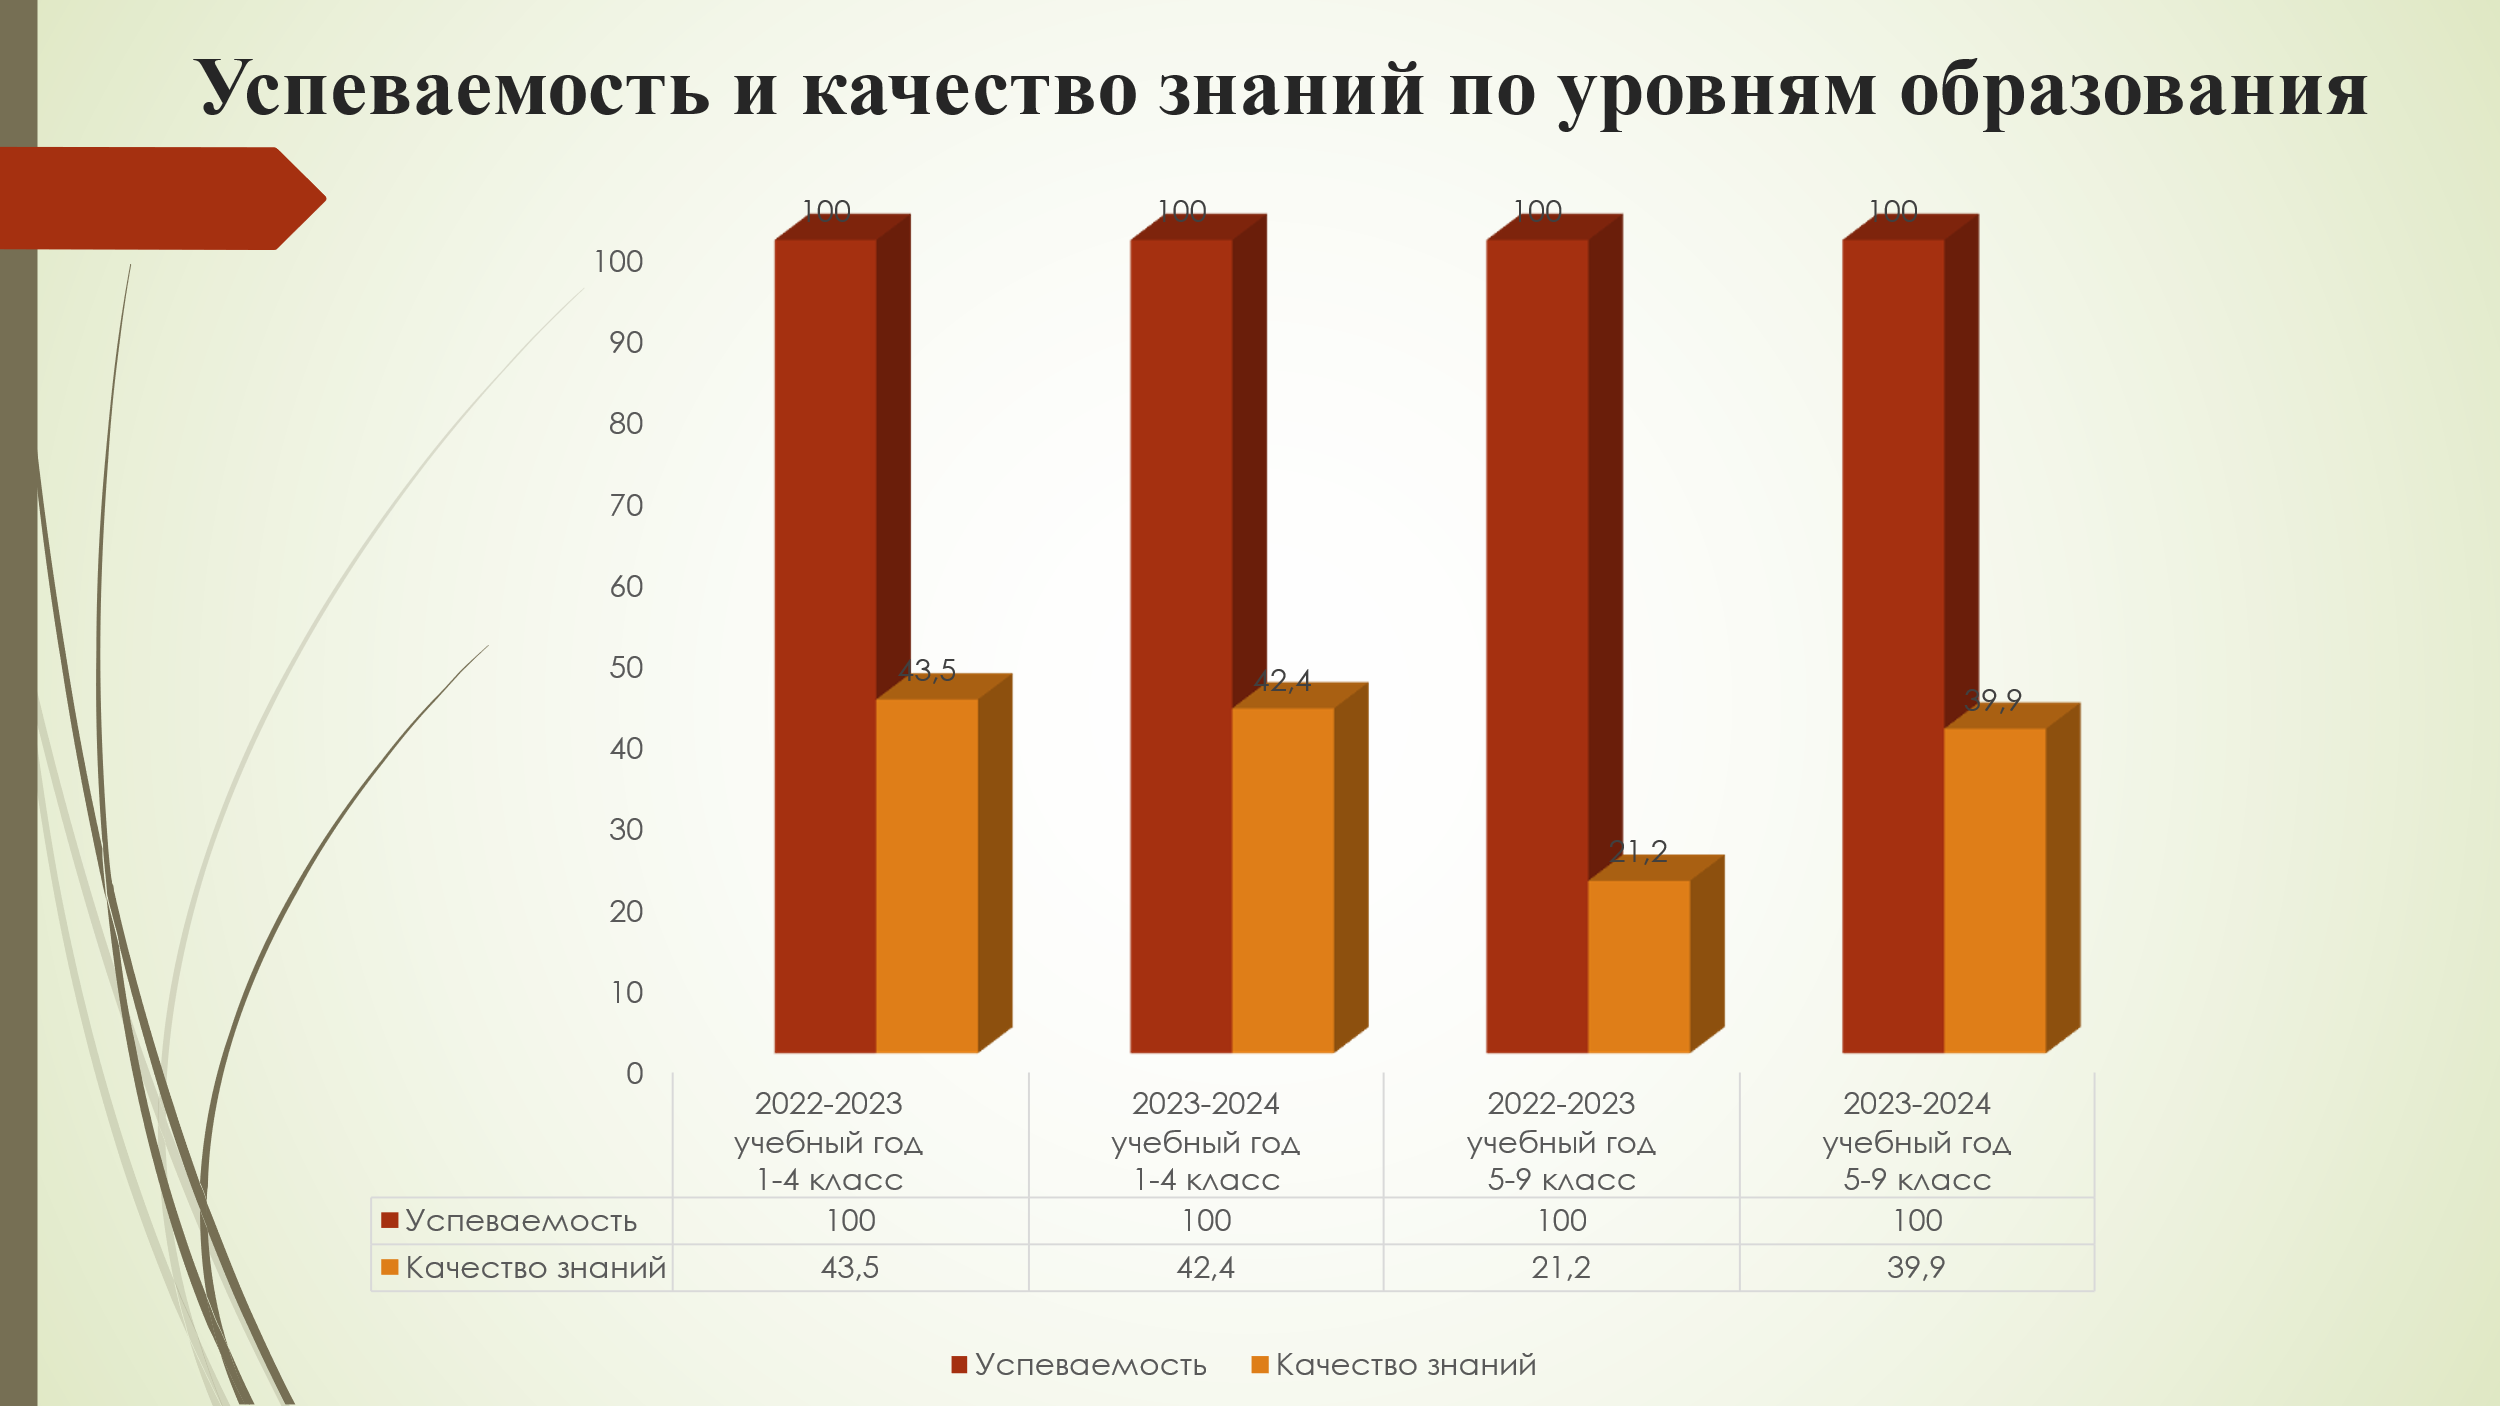 Успеваемость и качество знаний по уровням образования
100
100
100
100
100
90
80
70
60
50
40
30
20
10
0
43,5
42,4
21,2
39,9
2022-2023
учебный год
1-4 класс
2023-2024
учебный год
1-4 класс
2022-2023
учебный год
5-9 класс
2023-2024
учебный год
5-9 класс
Успеваемость 100 100 100 100
Качество знаний 43,5 42,4 21,2 39,9
Успеваемость Качество знаний